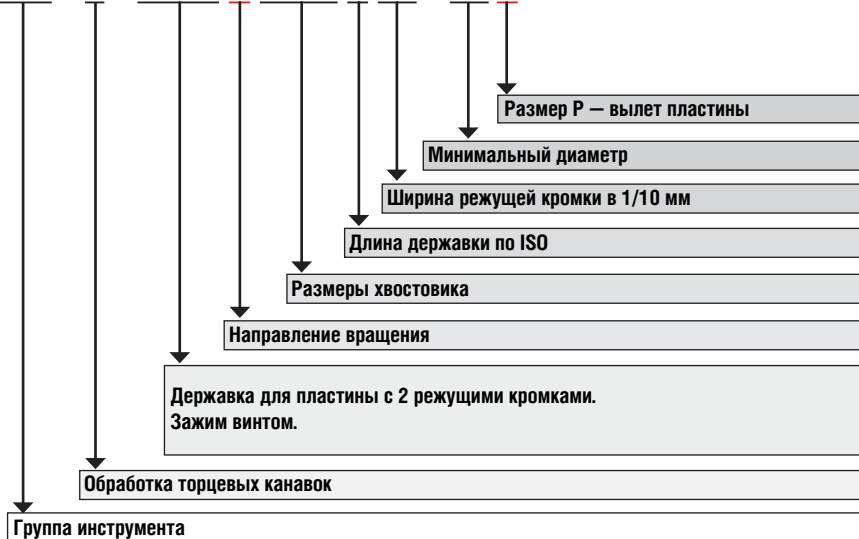 Размер P — вылет пластины
Минимальный диаметр
Ширина режущей кромки в 1/10 мм
Длина державки по ISO
Размеры хвостовика
Направление вращения
Державка для пластины с 2 режущими кромками.
Зажим винтом.
Обработка торцевых канавок
Группа инструмента